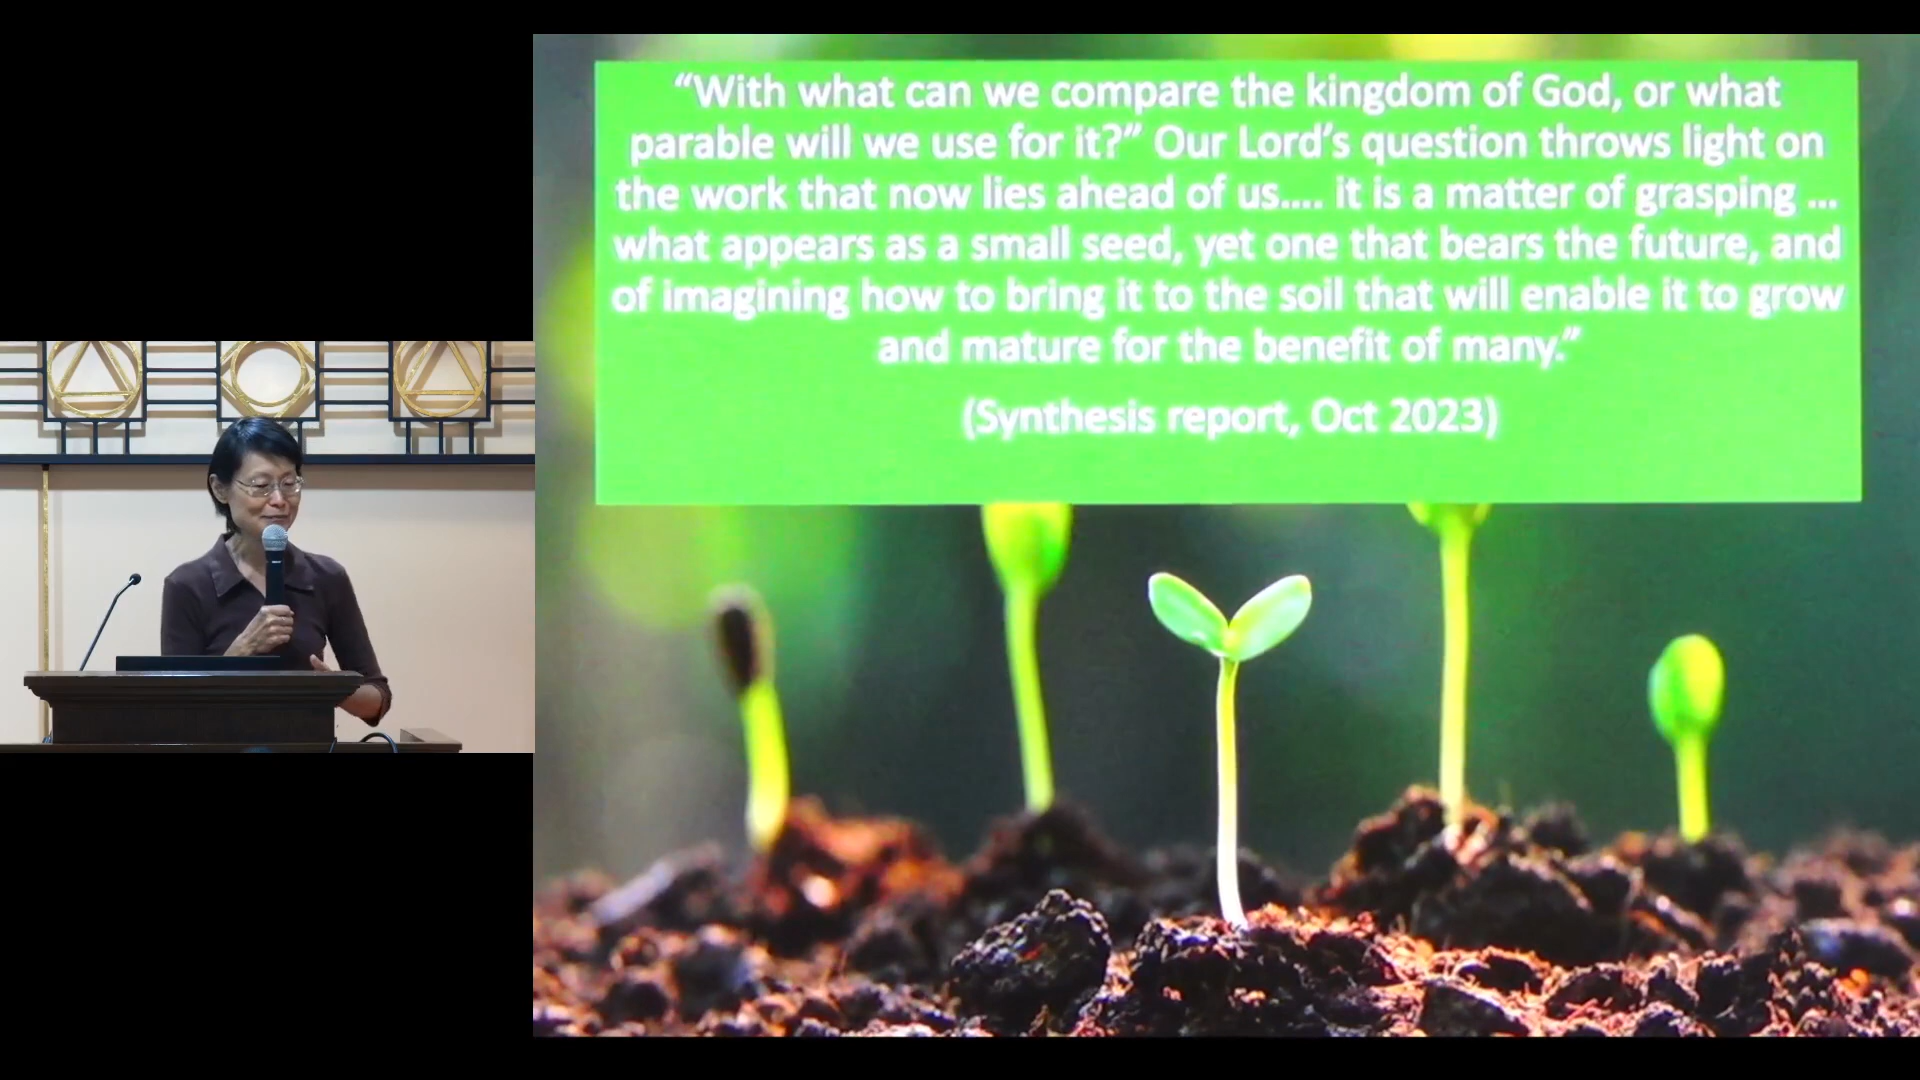 “With what can we compare the kingdom of God, or what
parable will we use for it?” Our Lord’s question throws light on
the work that now lies ahead of us.... it is a matter of grasping ...
what appears as a small seed, yet one that bears the future, and
of imagining how to bring it to the soil that will enable it to grow
and mature for the benefit of many.”
(Synthesis report, Oct 2023)